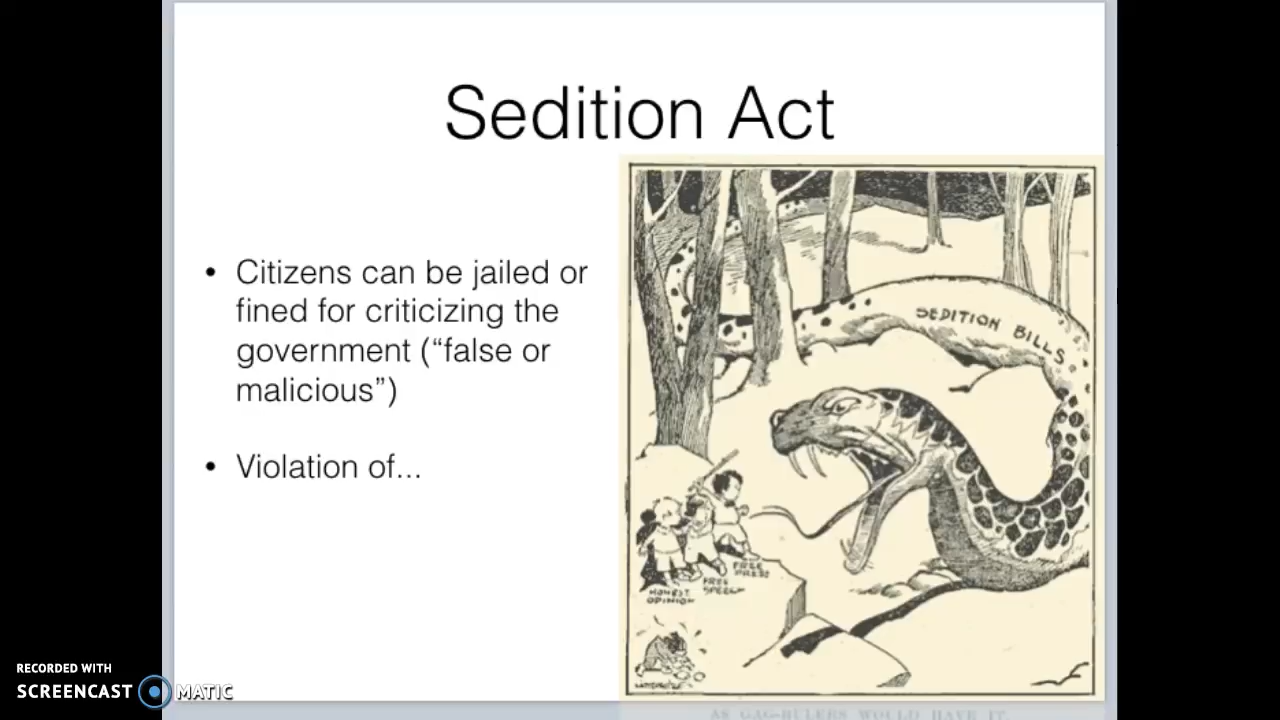 Sedition Act
• Citizens can be jailed or
fined for criticizing the
government (“false or
malicious”)
• Violation of...
SEDITION BILLS
FREE
PRESS
FREE
SPEECH
HONEST
OPINION
AS GAG-RULERS WOULD HAVE IT.
RECORDED WITH
SCREENCAST MATIC